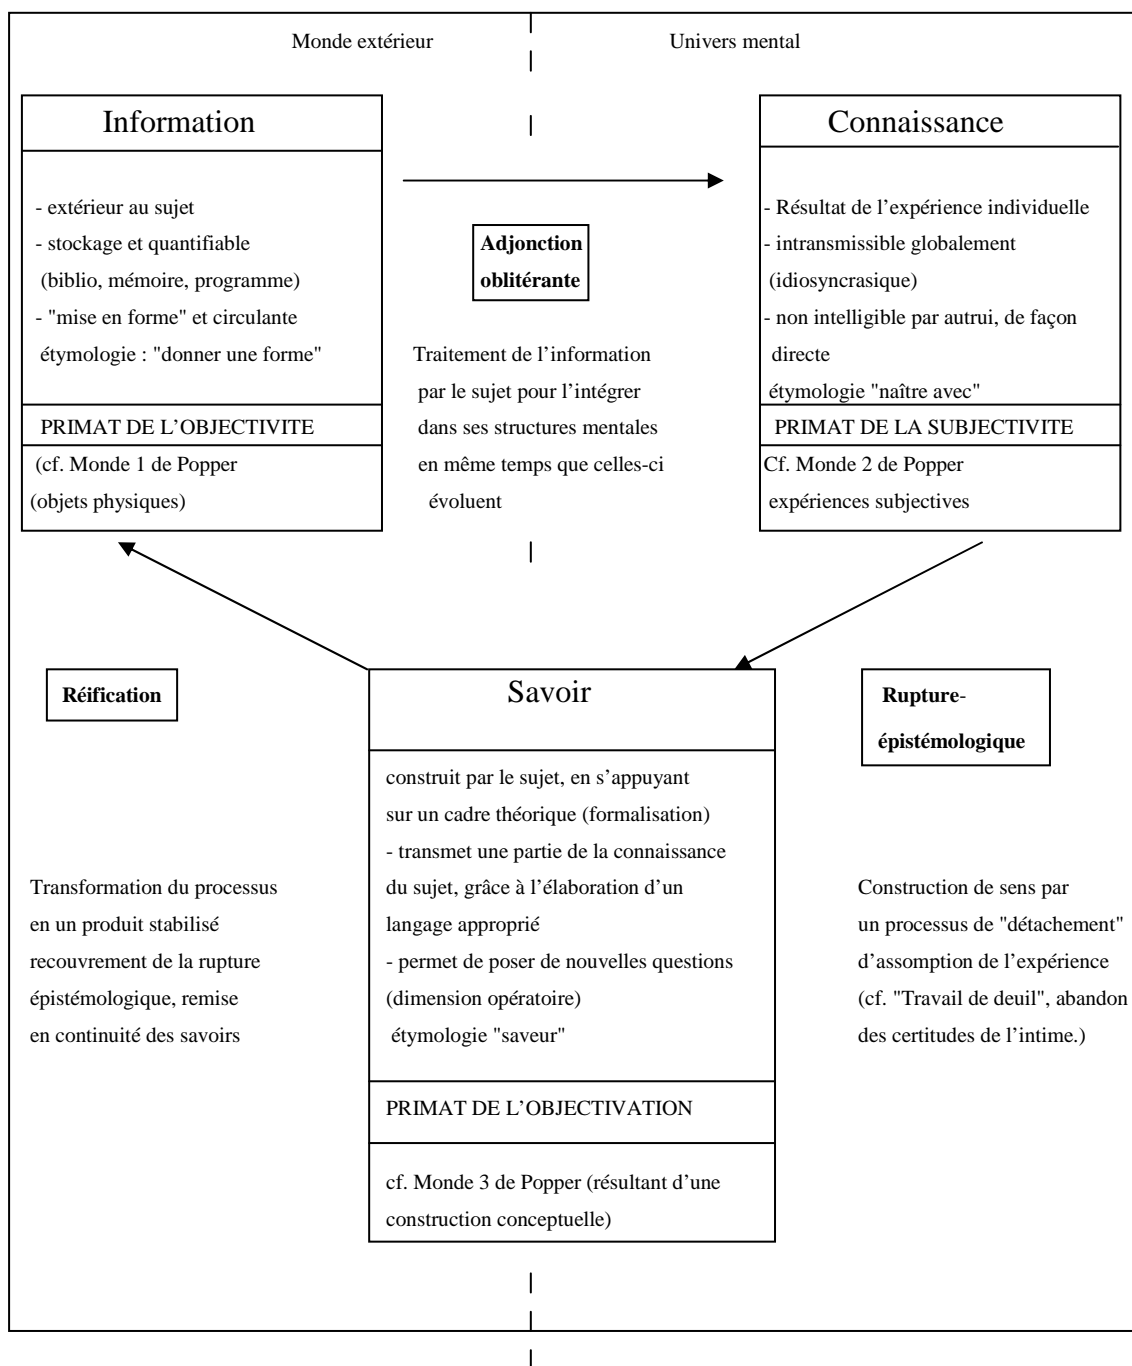 Monde extérieur
Univers mental
Information
- extérieur au sujet
- stockage et quantifiable
(biblio, mémoire, programme)
- "mise en forme" et circulante
étymologie : "donner une forme"
PRIMAT DE L’OBJECTIVITE
(cf. Monde 1 de Popper
(objets physiques)
Adjonction
oblitérante
Traitement de l’information
par le sujet pour l’intégrer
dans ses structures mentales
en même temps que celles-ci
évoluent
Connaissance
- Résultat de l’expérience individuelle
- intransmissible globalement
(idiosyncrasique)
- non intelligible par autrui, de façon
directe
étymologie "naître avec"
PRIMAT DE LA SUBJECTIVITE
Cf. Monde 2 de Popper
expériences subjectives
Réification
Transformation du processus
en un produit stabilisé
recouvrement de la rupture
épistémologique, remise
en continuité des savoirs
Savoir
construit par le sujet, en s’appuyant
sur un cadre théorique (formalisation)
- transmet une partie de la connaissance
du sujet, grâce à l’élaboration d’un
langage approprié
- permet de poser de nouvelles questions
(dimension opératoire)
étymologie "saveur"
PRIMAT DE L’OBJECTIVATION
cf. Monde 3 de Popper (résultant d’une
construction conceptuelle)
Rupture-
épistémologique
Construction de sens par
un processus de "détachement"
d’assomption de l’expérience
(cf. "Travail de deuil", abandon
des certitudes de l’intime.)